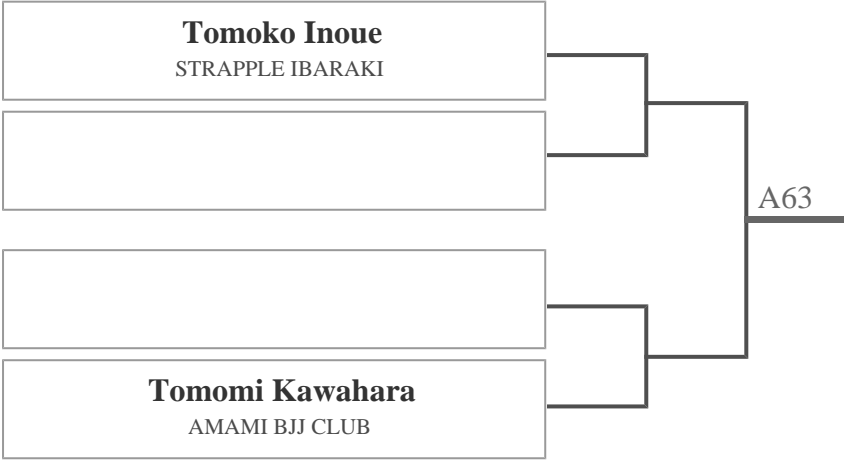 Tomoko Inoue
STRAPPLE IBARAKI
A63
Tomomi Kawahara
AMAMI BJJ CLUB